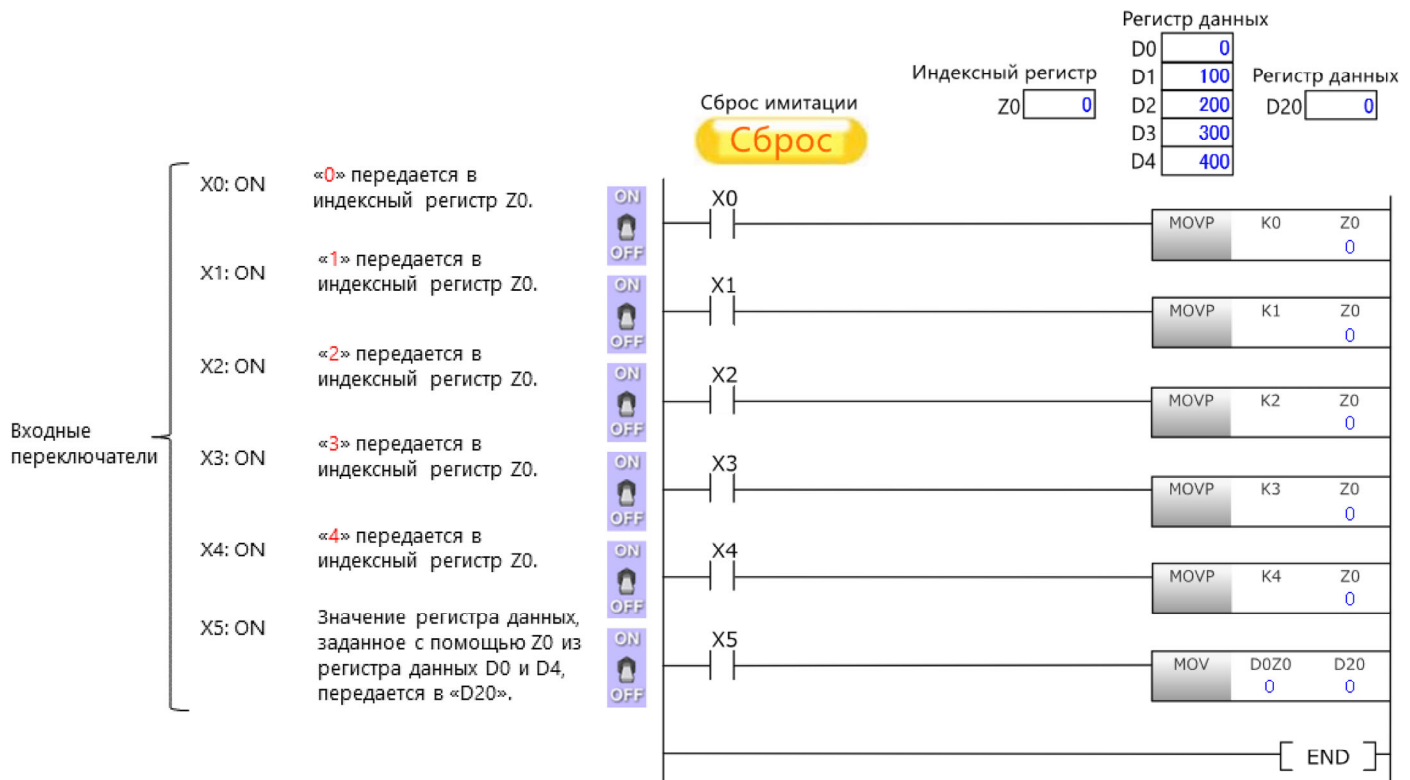 Регистр данных
D0 0
Индексный регистр
D1 100
Регистр данных
Сброс имитации
Z0 0
D2 200
D20 0
Сброс
D3 300
D4 400
Входные
переключатели
X0: ON
«0» передается в
индексный регистр Z0.
ON
OFF
X0
MOVP K0 Z0
0
X1: ON
«1» передается в
индексный регистр Z0.
ON
OFF
X1
MOVP K1 Z0
0
X2: ON
«2» передается в
индексный регистр Z0.
ON
OFF
X2
MOVP K2 Z0
0
X3: ON
«3» передается в
индексный регистр Z0.
ON
OFF
X3
MOVP K3 Z0
0
X4: ON
«4» передается в
индексный регистр Z0.
ON
OFF
X4
MOVP K4 Z0
0
X5: ON
Значение регистра данных,
заданное с помощью Z0 из
регистра данных D0 и D4,
передается в «D20».
ON
OFF
X5
MOV D0Z0 D20
0 0
END